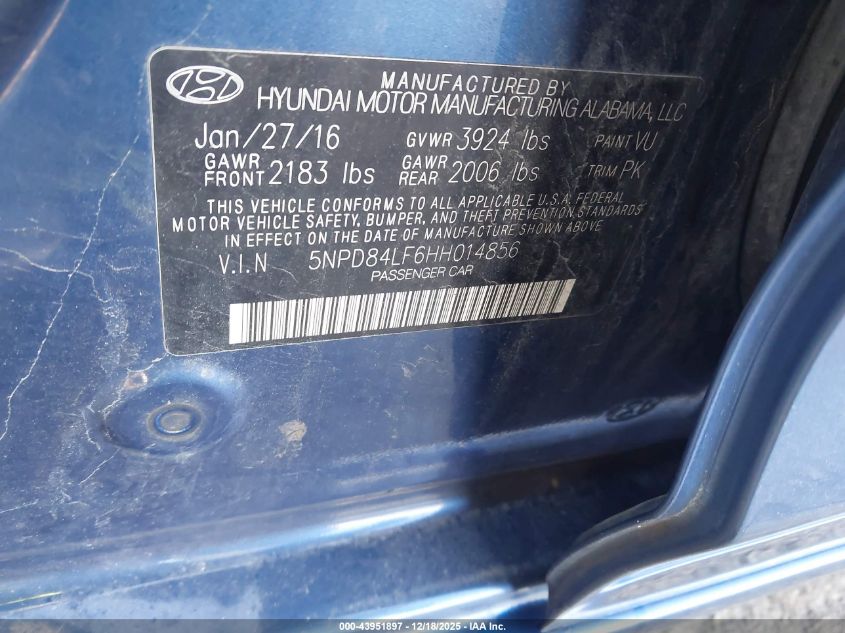 MANUFACTURED BY
HYUNDAI MOTOR MANUFACTURING ALABAMA, LLC
Jan/27/16 GVWR 3924 lbs PAINT VU
GAWR FRONT 2183 lbs GAWR REAR 2006 lbs TRIM PK
THIS VEHICLE CONFORMS TO ALL APPLICABLE U.S.A. FEDERAL
MOTOR VEHICLE SAFETY, BUMPER, AND THEFT PREVENTION STANDARDS
IN EFFECT ON THE DATE OF MANUFACTURE SHOWN ABOVE
V.I.N 5NPD84LF6HH014856
PASSENGER CAR
000-43951897 - 12/18/2025 - IAA Inc.